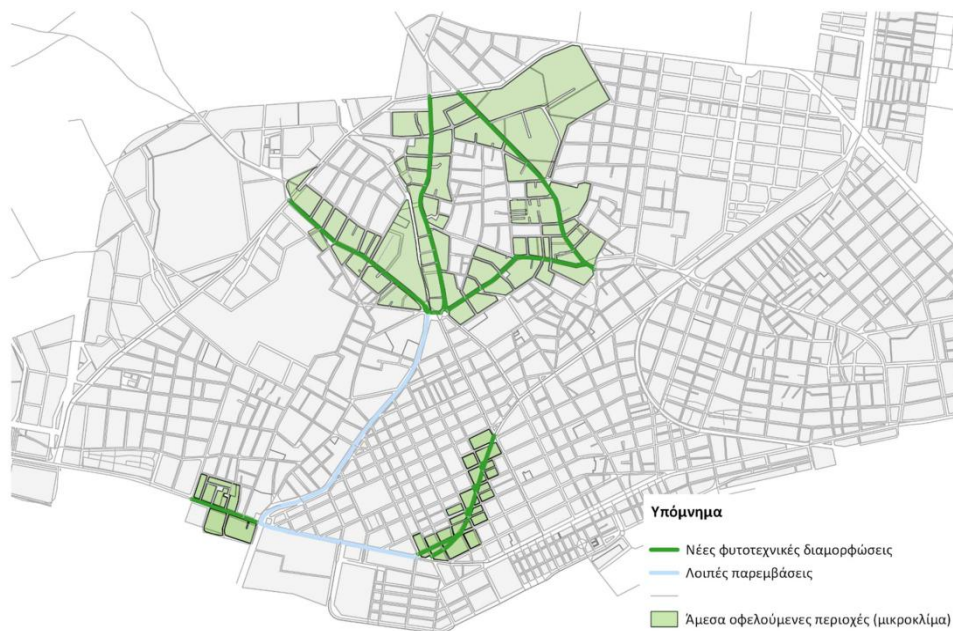 Υπόμνημα
Νέες φυτοτεχνικές διαμορφώσεις
Λοιπές παρεμβάσεις
Άμεσα οφελούμενες περιοχές (μικροκλίμα)